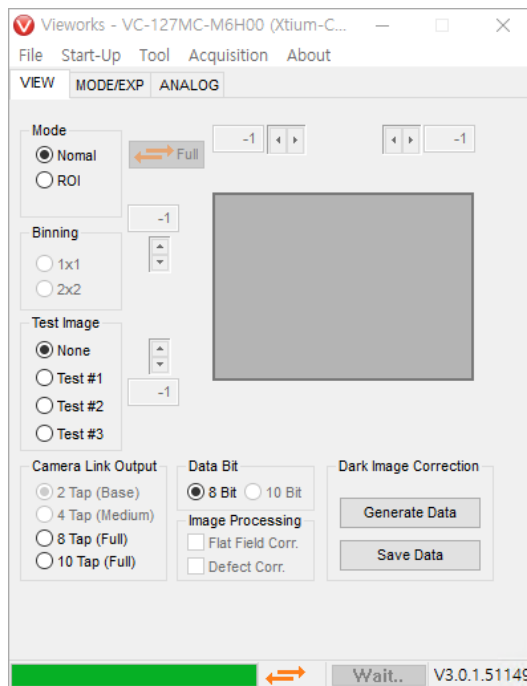 Vieworks - VC-127MC-M6H00 (Xtium-C...
File Start-Up Tool Acquisition About
VIEW MODE/EXP ANALOG
Mode
Nomal
ROI
Full
-1
-1
-1
Binning
1x1
2x2
Test Image
None
Test #1
Test #2
Test #3
-1
Camera Link Output
2 Tap (Base)
4 Tap (Medium)
8 Tap (Full)
10 Tap (Full)
Data Bit
8 Bit 10 Bit
Image Processing
Flat Field Corr.
Defect Corr.
Dark Image Correction
Generate Data
Save Data
Wait.. V3.0.1.51149